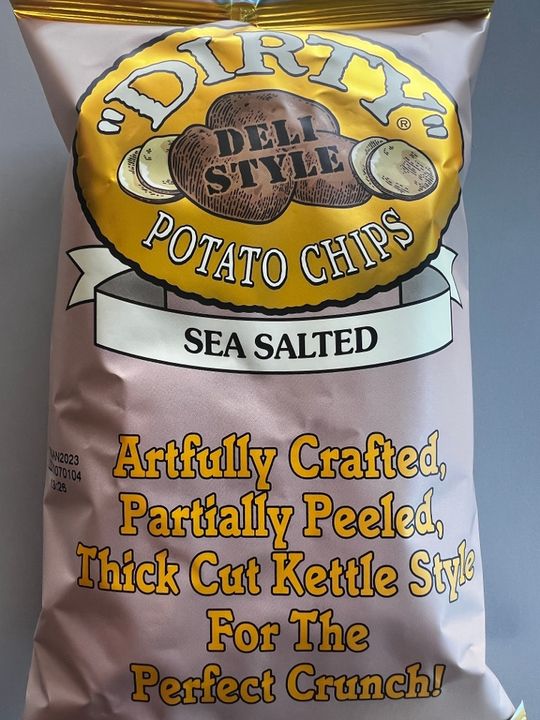 "DIRTY"®
DELI
STYLE
POTATO CHIPS
SEA SALTED
Artfully Crafted,
Partially Peeled,
Thick Cut Kettle Style
For The
Perfect Crunch!